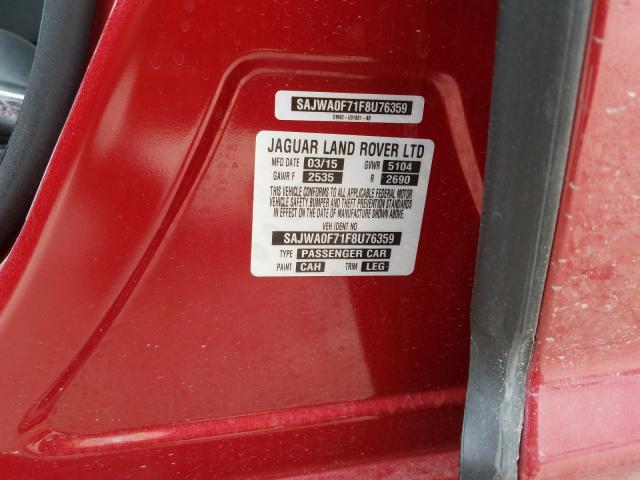 SAJWA0F71F8U76359
JAGUAR LAND ROVER LTD
MFD DATE 03/15 GVWR 5104
GAWR F 2535 R 2690
THIS VEHICLE CONFORMS TO ALL APPLICABLE FEDERAL MOTOR
VEHICLE SAFETY, BUMPER AND THEFT PREVENTION STANDARDS
IN EFFECT ON THE DATE OF MANUFACTURE SHOWN ABOVE.
VEH IDENT NO
SAJWA0F71F8U76359
TYPE PASSENGER CAR
PAINT CAH TRIM LEG